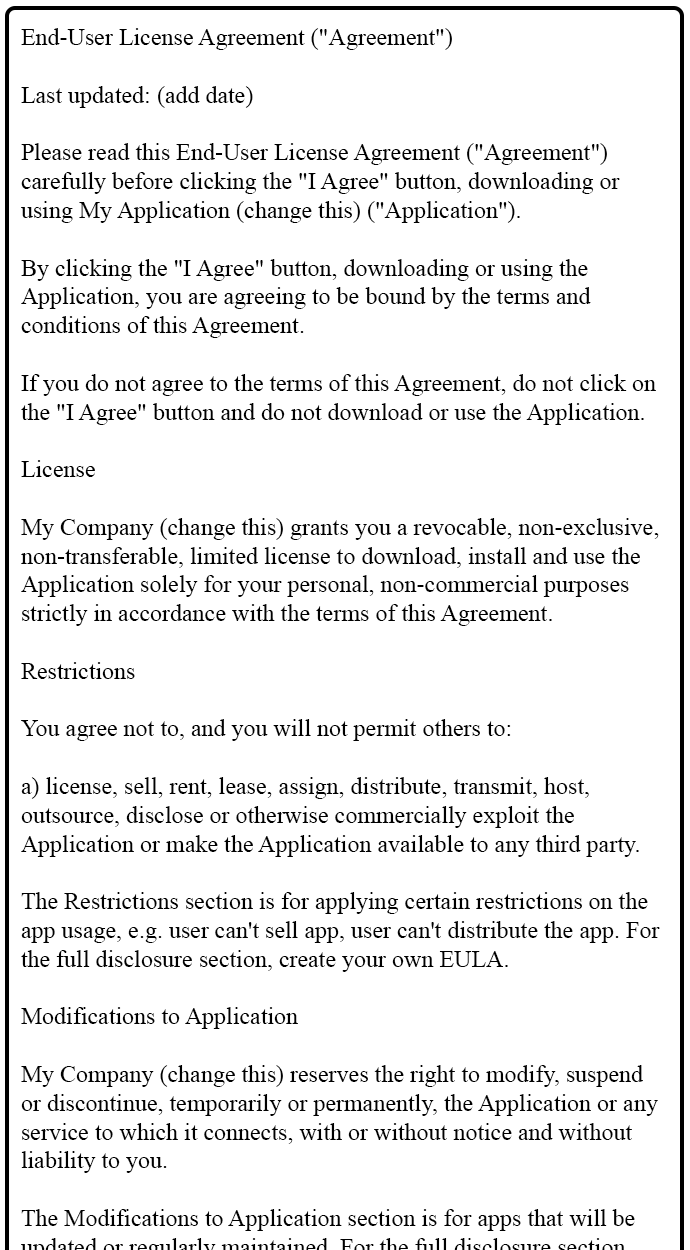 End-User License Agreement ("Agreement")
Last updated: (add date)
Please read this End-User License Agreement ("Agreement")
carefully before clicking the "I Agree" button, downloading or
using My Application (change this) ("Application").
By clicking the "I Agree" button, downloading or using the
Application, you are agreeing to be bound by the terms and
conditions of this Agreement.
If you do not agree to the terms of this Agreement, do not click on
the "I Agree" button and do not download or use the Application.
License
My Company (change this) grants you a revocable, non-exclusive,
non-transferable, limited license to download, install and use the
Application solely for your personal, non-commercial purposes
strictly in accordance with the terms of this Agreement.
Restrictions
You agree not to, and you will not permit others to:
a) license, sell, rent, lease, assign, distribute, transmit, host,
outsource, disclose or otherwise commercially exploit the
Application or make the Application available to any third party.
The Restrictions section is for applying certain restrictions on the
app usage, e.g. user can't sell app, user can't distribute the app. For
the full disclosure section, create your own EULA.
Modifications to Application
My Company (change this) reserves the right to modify, suspend
or discontinue, temporarily or permanently, the Application or any
service to which it connects, with or without notice and without
liability to you.
The Modifications to Application section is for apps that will be
updated or regularly maintained. For the full disclosure section,